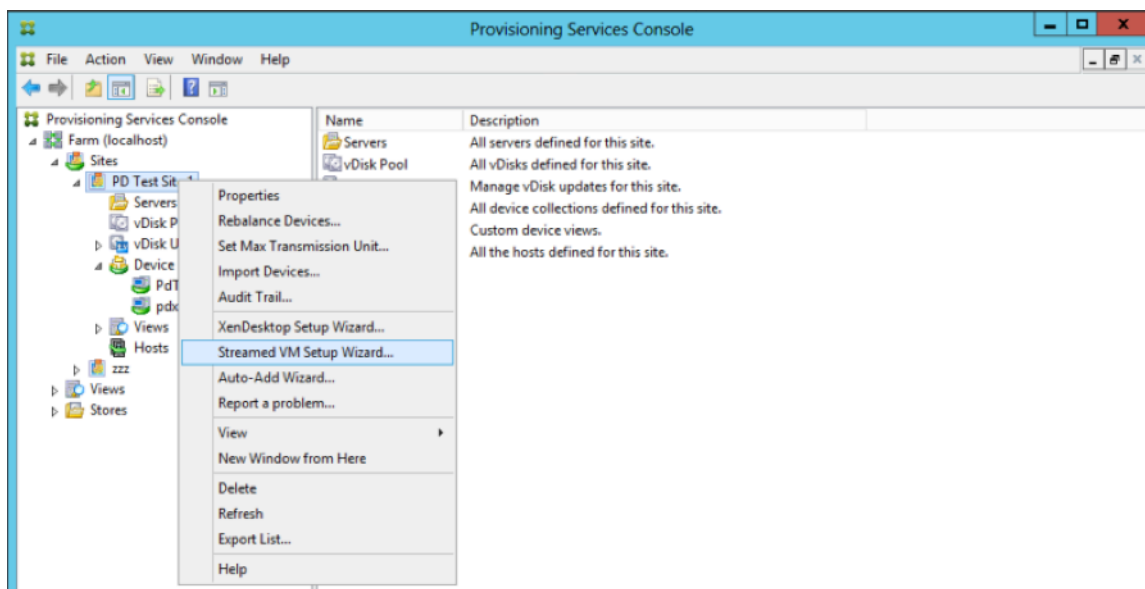 Provisioning Services Console
File Action View Window Help
Provisioning Services Console
Farm (localhost)
Sites
PD Test Site 1
Servers
vDisk P
vDisk U
Device
PdT
pdx
Views
Hosts
zzz
Views
Stores
Name Description
Servers All servers defined for this site.
vDisk Pool All vDisks defined for this site.
Manage vDisk updates for this site.
All device collections defined for this site.
Custom device views.
All the hosts defined for this site.
Properties
Rebalance Devices...
Set Max Transmission Unit...
Import Devices...
Audit Trail...
XenDesktop Setup Wizard...
Streamed VM Setup Wizard...
Auto-Add Wizard...
Report a problem...
View
New Window from Here
Delete
Refresh
Export List...
Help